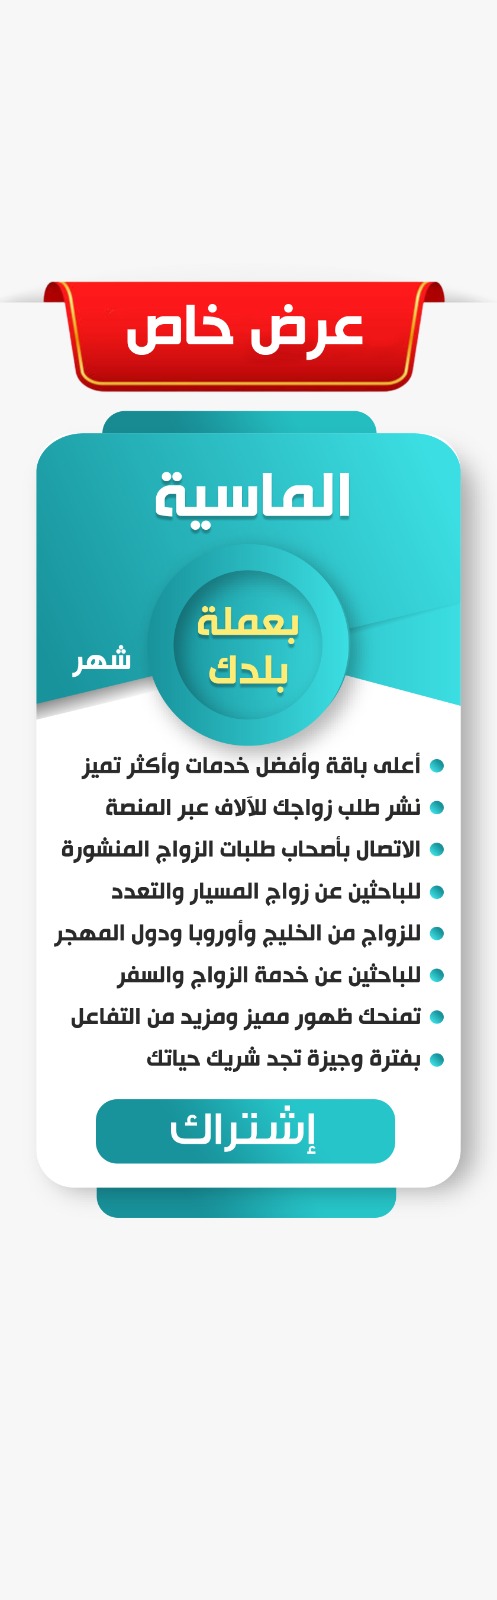 عرض خاص
الماسية
بعملة
بلدك
شهر
أعلى باقة وأفضل خدمات وأكثر تميز
نشر طلب زواجك للآلاف عبر المنصة
الاتصال بأصحاب طلبات الزواج المنشورة
للباحثين عن زواج المسيار والتعدد
للزواج من الخليج وأوروبا ودول المهجر
للباحثين عن خدمة الزواج والسفر
تمنحك ظهور مميز ومزيد من التفاعل
بفترة وجيزة تجد شريك حياتك
إشتراك